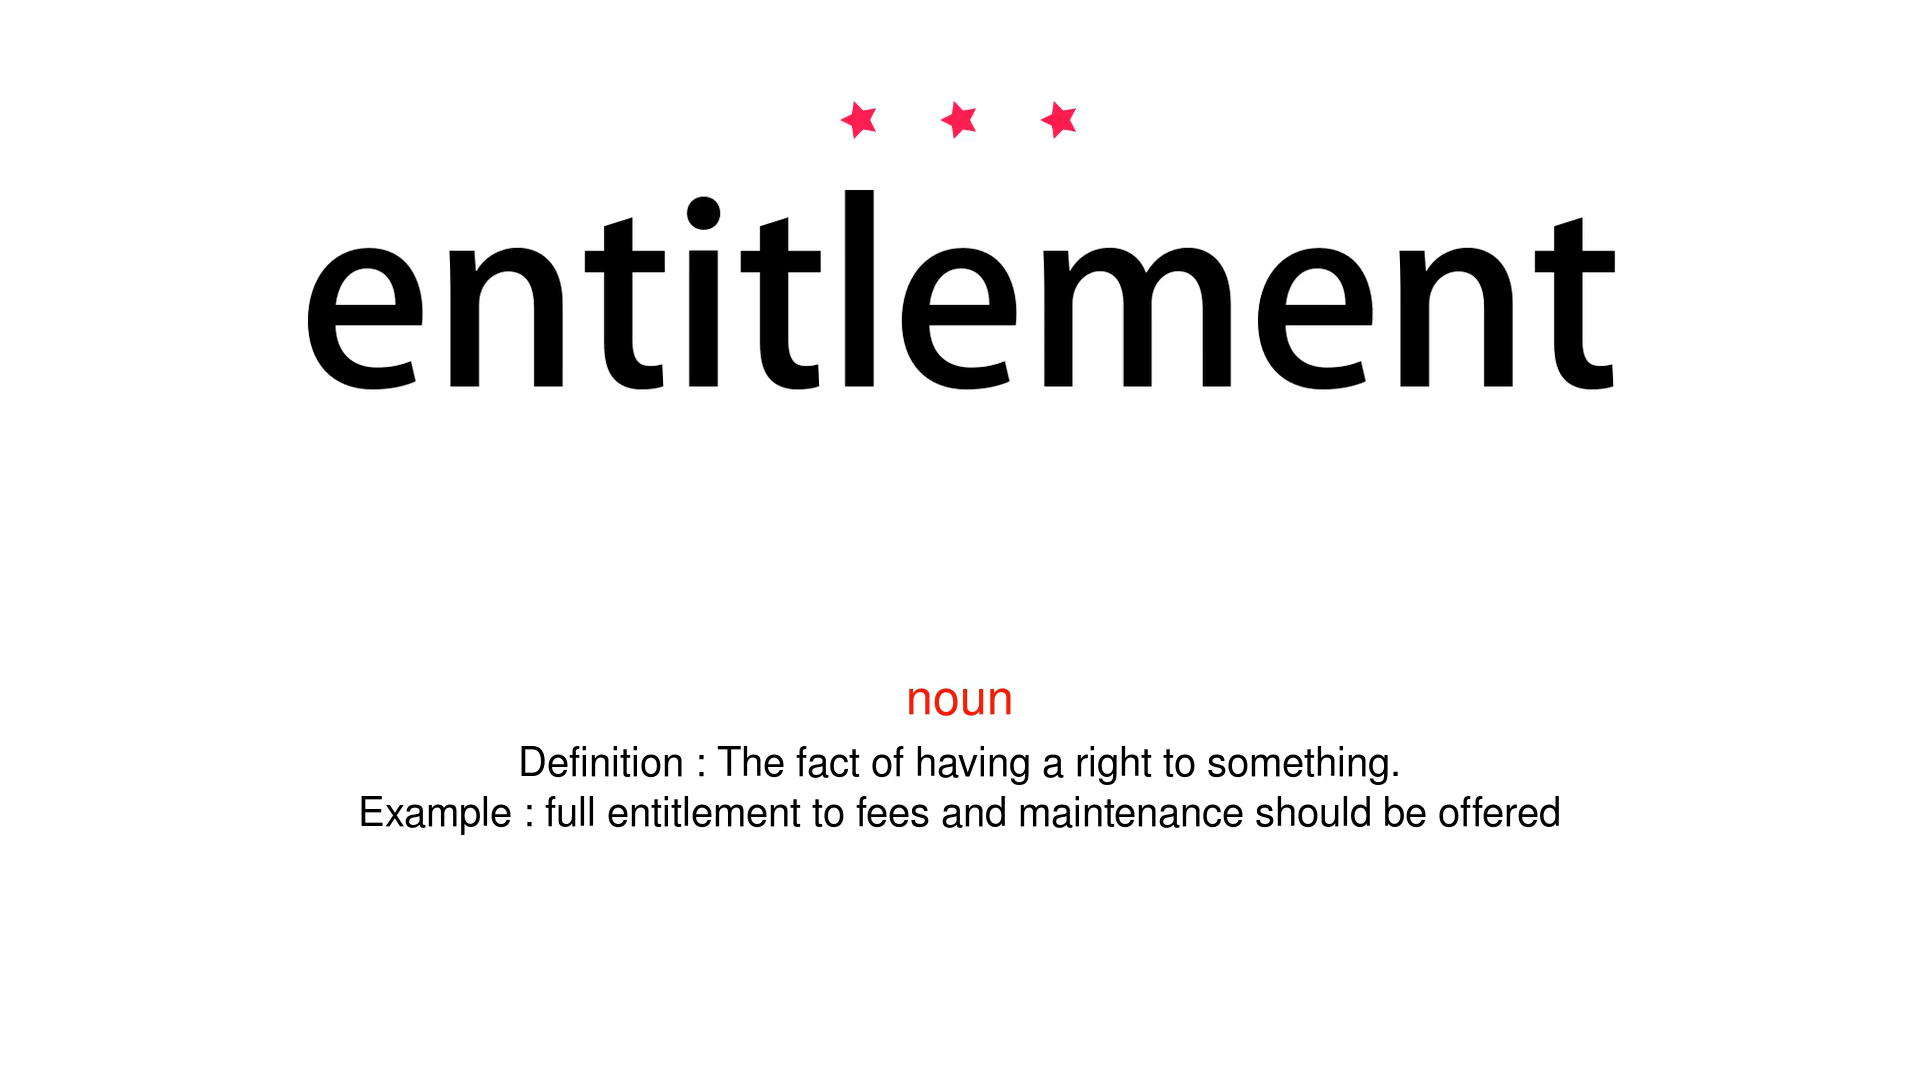 entitlement
noun
Definition : The fact of having a right to something.
Example : full entitlement to fees and maintenance should be offered